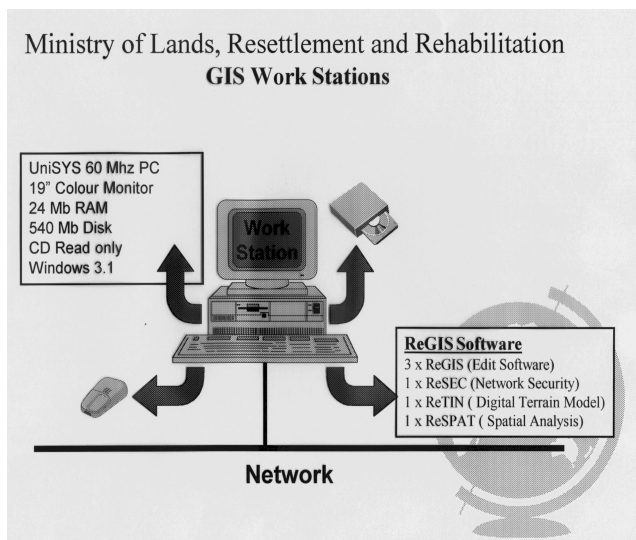 Ministry of Lands, Resettlement and Rehabilitation
GIS Work Stations
UniSYS 60 Mhz PC
19" Colour Monitor
24 Mb RAM
540 Mb Disk
CD Read only
Windows 3.1
Work
Station
ReGIS Software
3 x ReGIS (Edit Software)
1 x ReSEC (Network Security)
1 x ReTIN ( Digital Terrain Model)
1 x ReSPAT ( Spatial Analysis)
Network